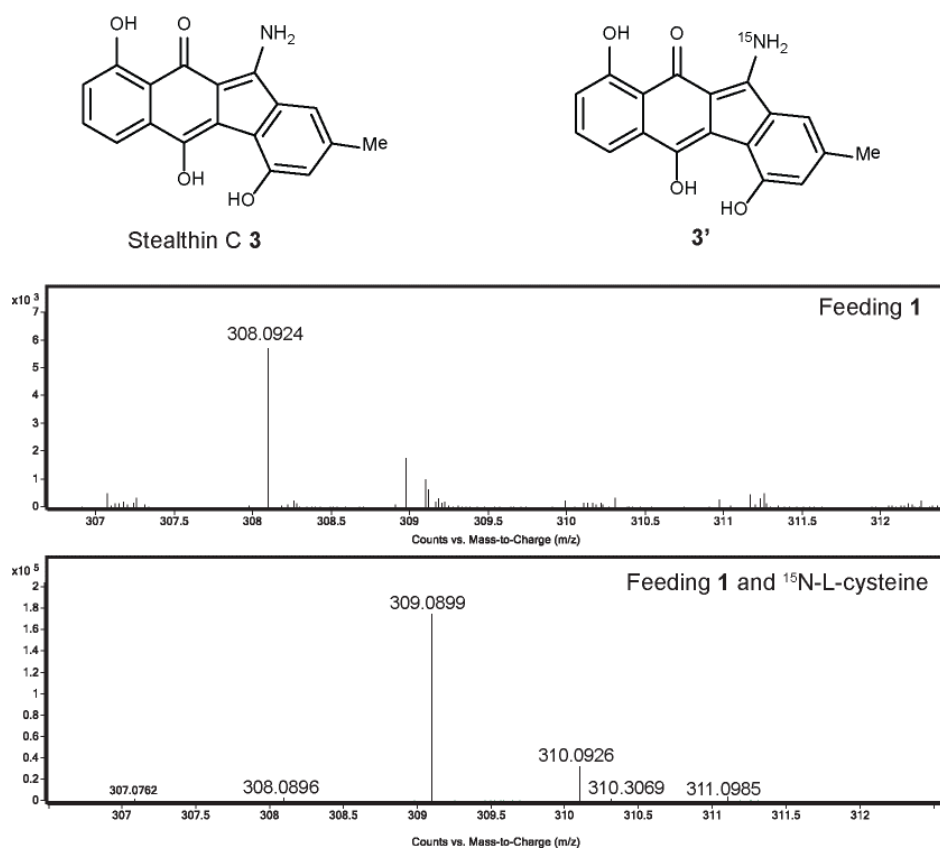 OH O NH₂
OH HO Me
Stealthin C 3
OH O ¹⁵NH₂
OH HO Me
3'
x10 ³
Feeding 1
7
6
5
4
3
2
1
0
308.0924
307 307.5 308 308.5 309 309.5 310 310.5 311 311.5 312
Counts vs. Mass-to-Charge (m/z)
x10 ⁵
Feeding 1 and ¹⁵N-L-cysteine
2
1.8
1.6
1.4
1.2
1
0.8
0.6
0.4
0.2
0
309.0899
310.0926
307.0762 308.0896 310.3069 311.0985
307 307.5 308 308.5 309 309.5 310 310.5 311 311.5 312
Counts vs. Mass-to-Charge (m/z)